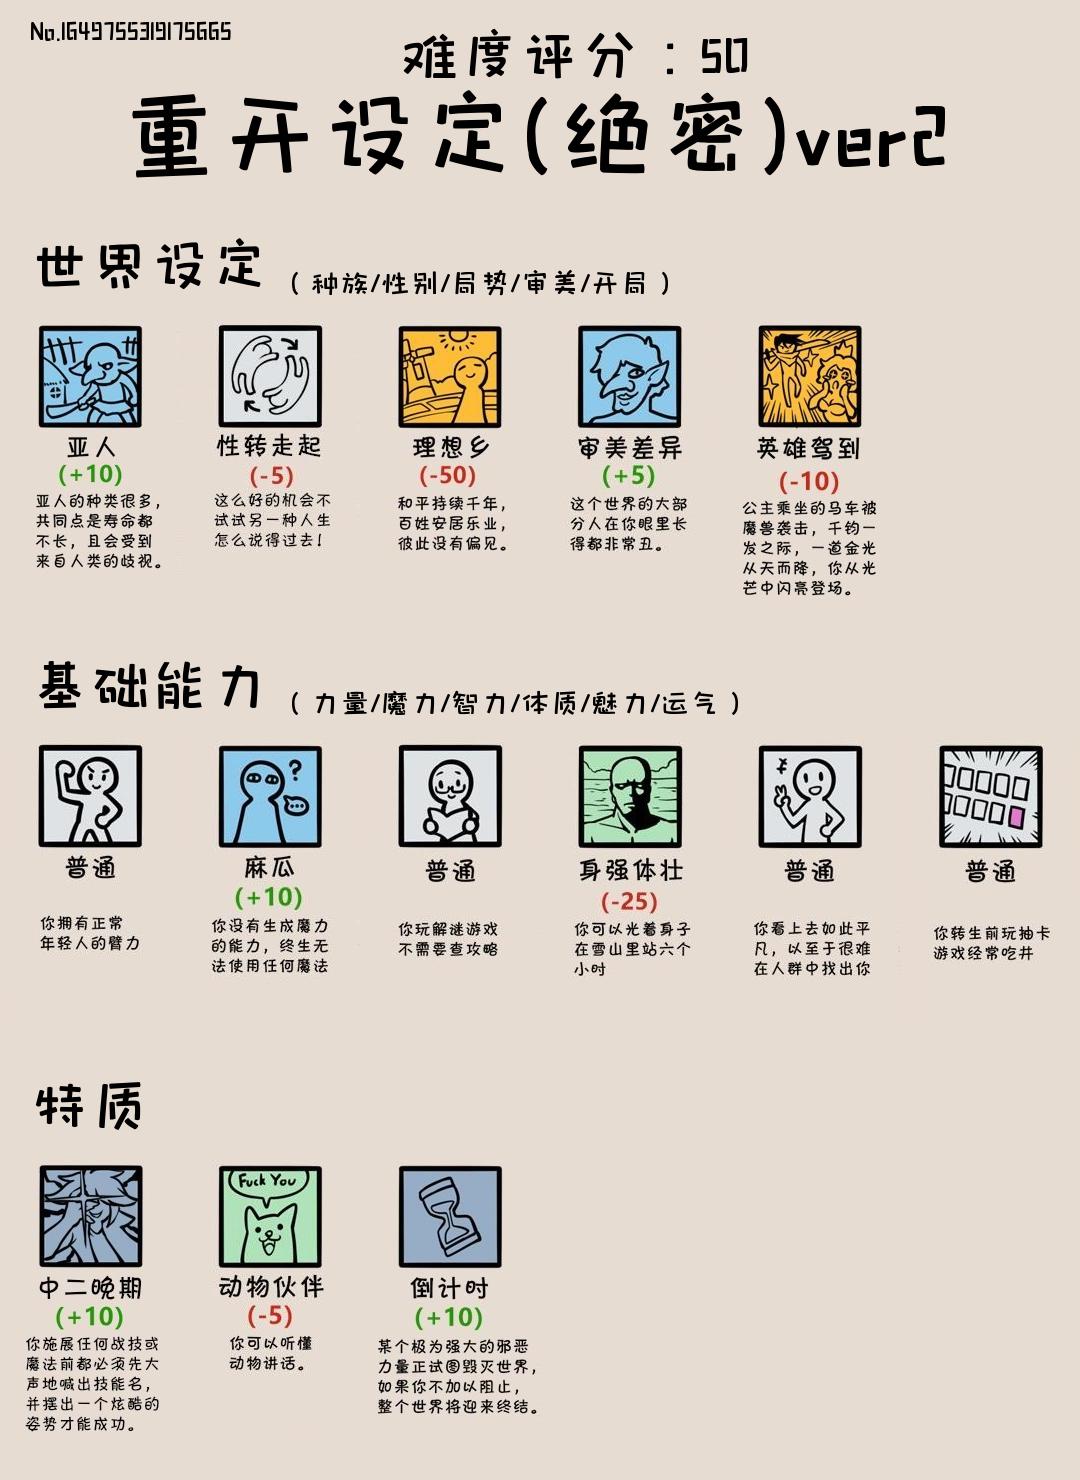 No.1649755319175665
难度评分:50
重开设定(绝密)ver2
世界设定(种族/性别/局势/审美/开局)
亚人
(+10)
亚人的种类很多,
共同点是寿命都
不长,且会受到
来自人类的歧视。
性转走起
(-5)
这么好的机会不
试试另一种人生
怎么说得过去!
理想乡
(-50)
和平持续千年,
百姓安居乐业,
彼此没有偏见。
审美差异
(+5)
这个世界的大部
分人在你眼里长
得都非常丑。
英雄驾到
(-10)
公主乘坐的马车被
魔兽袭击,千钧一
发之际,一道金光
从天而降,你从光
芒中闪亮登场。
基础能力(力量/魔力/智力/体质/魅力/运气)
普通
你拥有正常
年轻人的臂力
?
...
麻瓜
(+10)
你没有生成魔力
的能力,终生无
法使用任何魔法
普通
你玩解谜游戏
不需要查攻略
身强体壮
(-25)
你可以光着身子
在雪山里站六个
小时
普通
你看上去如此平
凡,以至于很难
在人群中找出你
普通
你转生前玩抽卡
游戏经常吃井
特质
中二晚期
(+10)
你施展任何战技或
魔法前都必须先大
声地喊出技能名,
并摆出一个炫酷的
姿势才能成功。
Fuck You
动物伙伴
(-5)
你可以听懂
动物讲话。
倒计时
(+10)
某个极为强大的邪恶
力量正试图毁灭世界,
如果你不加以阻止,
整个世界将迎来终结。